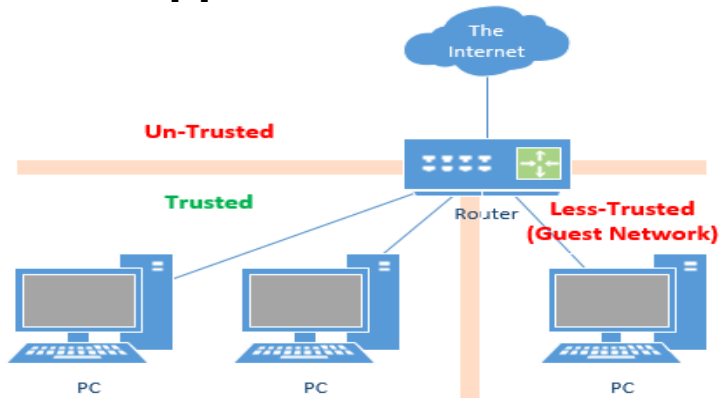 The
Internet
Un-Trusted
Trusted
Router
Less-Trusted
(Guest Network)
PC
PC
PC